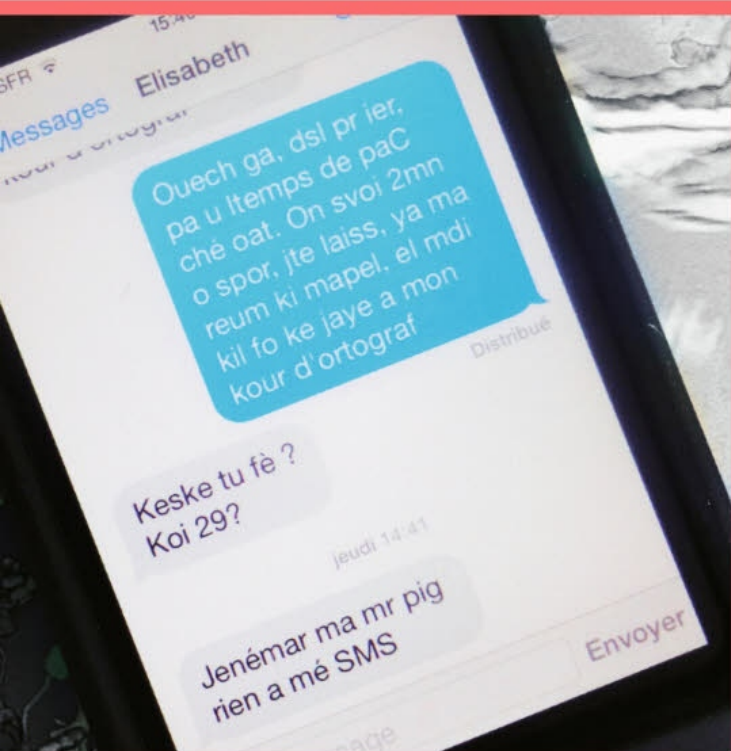 SFR
Messages
Elisabeth
kour d'ortograf
Ouech ga, dsl pr ier,
pa u ltemps de paC
ché oat. On svoi 2mn
o spor, jte laiss, ya ma
reum ki mapel, el mdi
kil fo ke jaye a mon
kour d'ortograf
Distribué
Keske tu fè ?
Koi 29?
jeudi 14:41
Jenémar ma mr pig
rien a mé SMS
Envoyer